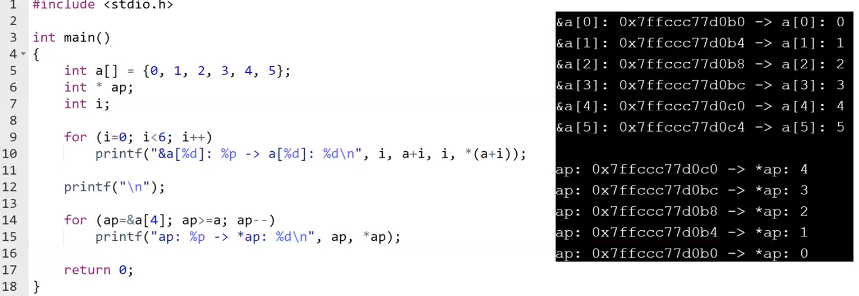 1 #include <stdio.h>
2
3 int main()
4 {
5 int a[] = {0, 1, 2, 3, 4, 5};
6 int * ap;
7 int i;
8
9 for (i=0; i<6; i++)
10 printf("&a[%d]: %p -> a[%d]: %d\n", i, a+i, i, *(a+i));
11
12 printf("\n");
13
14 for (ap=&a[4]; ap>=a; ap--)
15 printf("ap: %p -> *ap: %d\n", ap, *ap);
16
17 return 0;
18 }
&a[0]: 0x7ffccc77d0b0 -> a[0]: 0
&a[1]: 0x7ffccc77d0b4 -> a[1]: 1
&a[2]: 0x7ffccc77d0b8 -> a[2]: 2
&a[3]: 0x7ffccc77d0bc -> a[3]: 3
&a[4]: 0x7ffccc77d0c0 -> a[4]: 4
&a[5]: 0x7ffccc77d0c4 -> a[5]: 5
ap: 0x7ffccc77d0c0 -> *ap: 4
ap: 0x7ffccc77d0bc -> *ap: 3
ap: 0x7ffccc77d0b8 -> *ap: 2
ap: 0x7ffccc77d0b4 -> *ap: 1
ap: 0x7ffccc77d0b0 -> *ap: 0